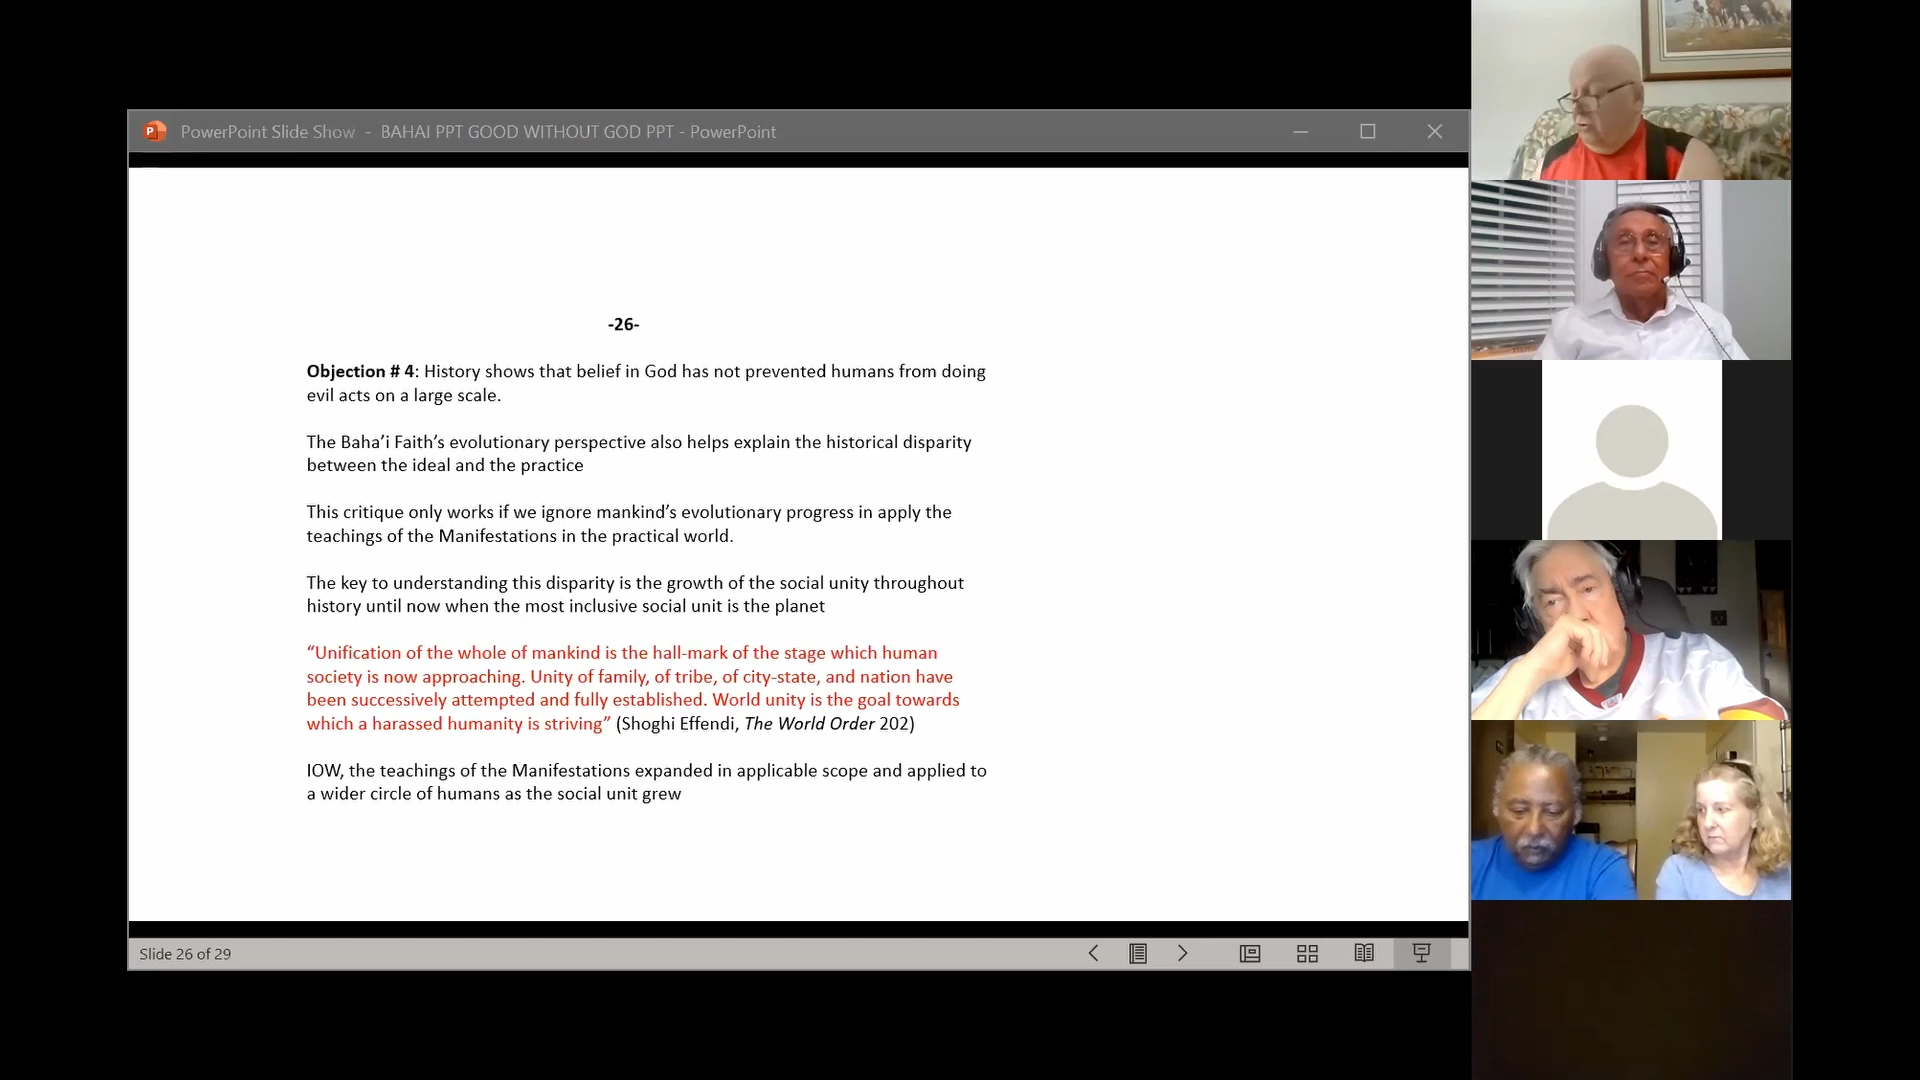 PowerPoint Slide Show - BAHAI PPT GOOD WITHOUT GOD PPT - PowerPoint
-26-
Objection # 4: History shows that belief in God has not prevented humans from doing
evil acts on a large scale.
The Baha’i Faith’s evolutionary perspective also helps explain the historical disparity
between the ideal and the practice
This critique only works if we ignore mankind’s evolutionary progress in apply the
teachings of the Manifestations in the practical world.
The key to understanding this disparity is the growth of the social unity throughout
history until now when the most inclusive social unit is the planet
“Unification of the whole of mankind is the hall-mark of the stage which human
society is now approaching. Unity of family, of tribe, of city-state, and nation have
been successively attempted and fully established. World unity is the goal towards
which a harassed humanity is striving” (Shoghi Effendi, The World Order 202)
IOW, the teachings of the Manifestations expanded in applicable scope and applied to
a wider circle of humans as the social unit grew
Slide 26 of 29